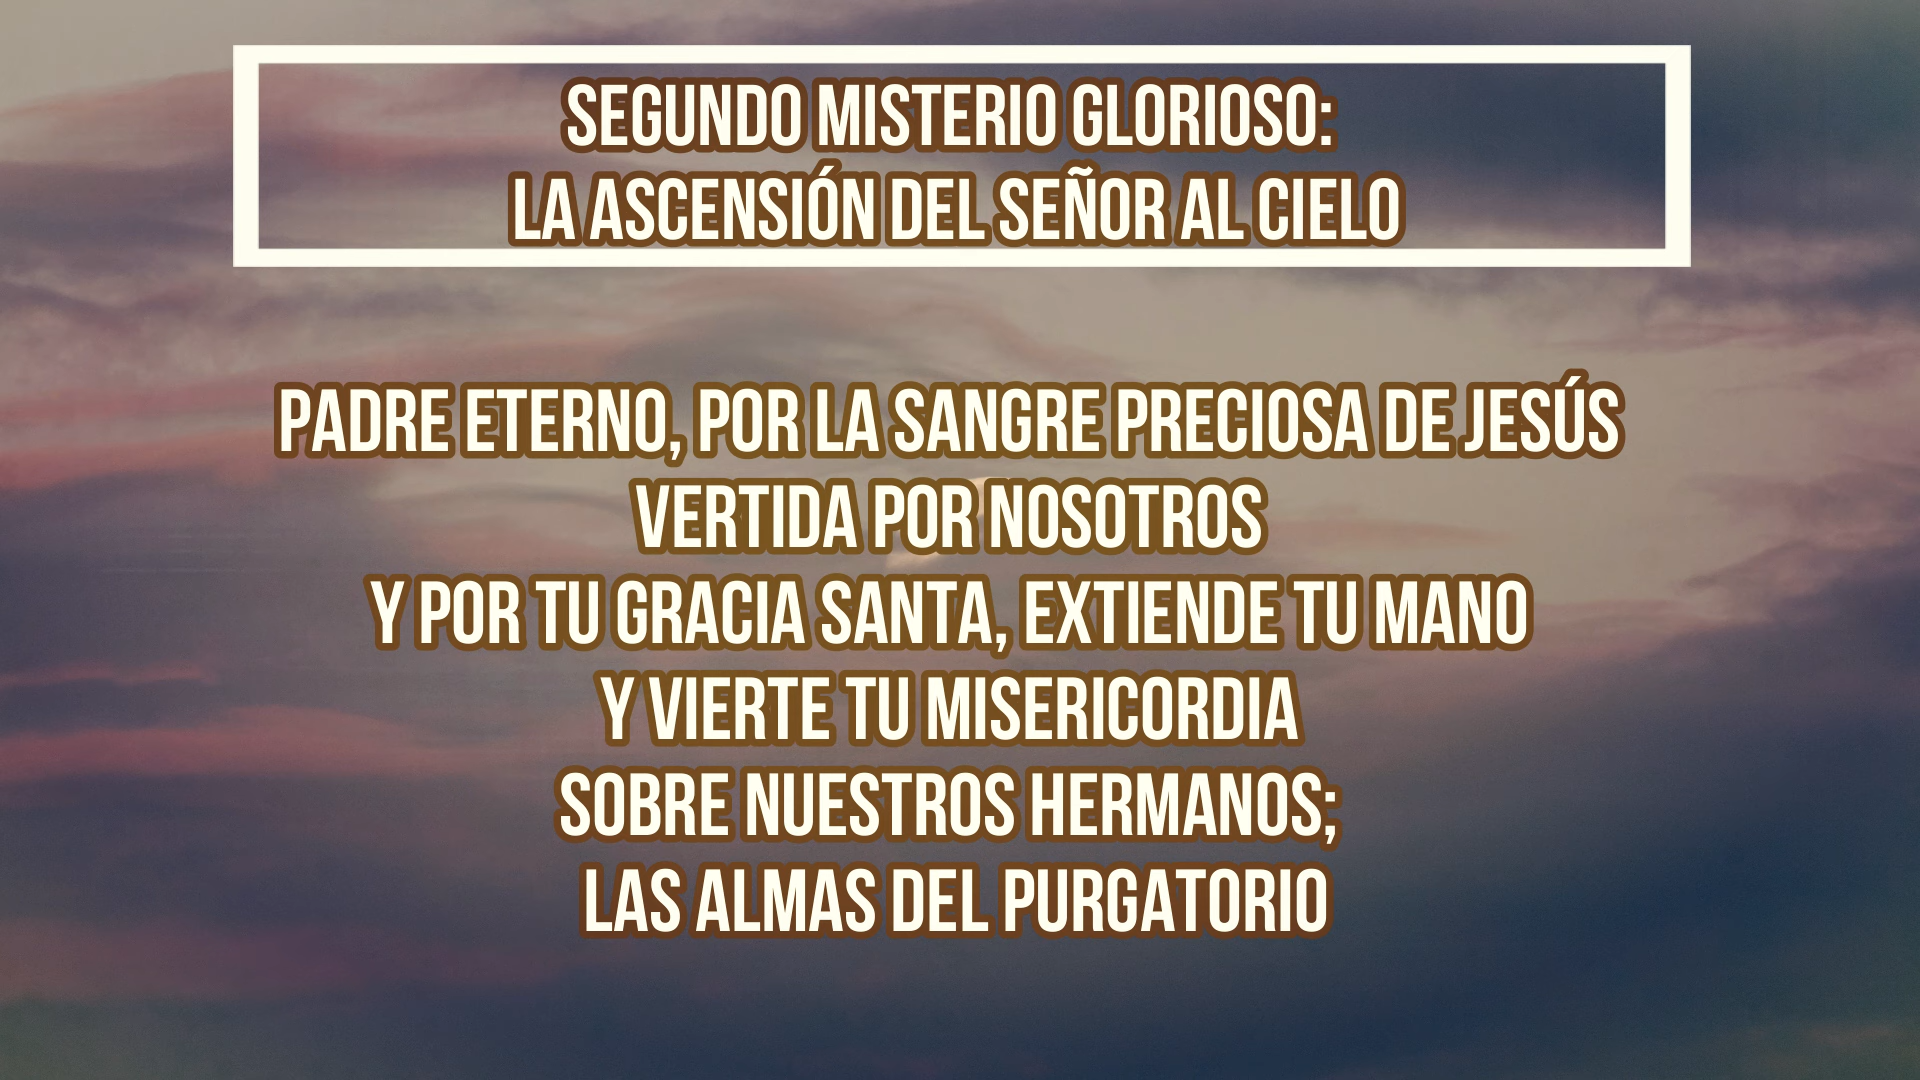 SEGUNDO MISTERIO GLORIOSO:
LA ASCENSIÓN DEL SEÑOR AL CIELO
PADRE ETERNO, POR LA SANGRE PRECIOSA DE JESÚS
VERTIDA POR NOSOTROS
Y POR TU GRACIA SANTA, EXTIENDE TU MANO
Y VIERTE TU MISERICORDIA
SOBRE NUESTROS HERMANOS;
LAS ALMAS DEL PURGATORIO